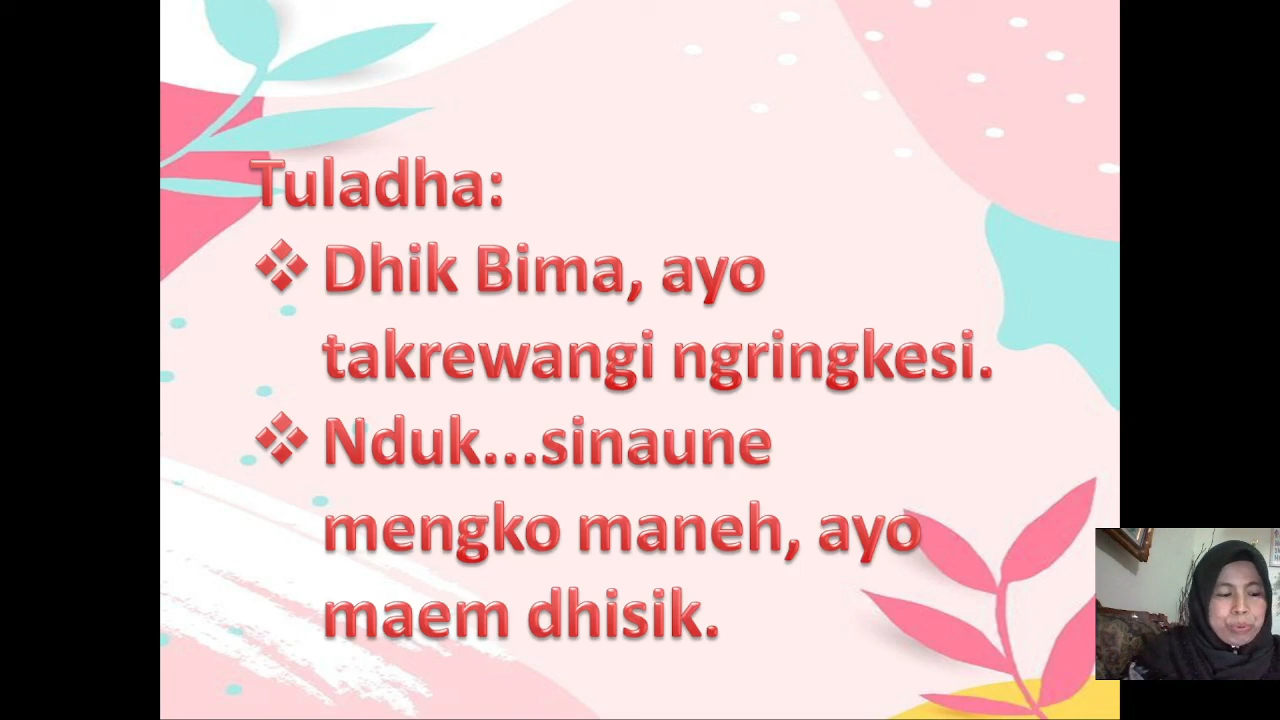 Tuladha:
❖ Dhik Bima, ayo
takrewangi ngringkesi.
❖ Nduk...sinaune
mengko maneh, ayo
maem dhisik.